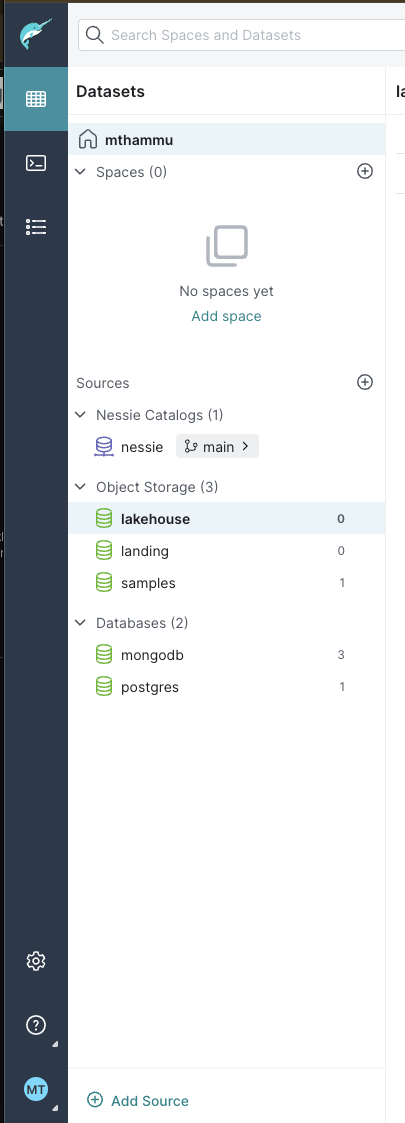 Search Spaces and Datasets
Datasets
la
mthammu
Spaces (0)
No spaces yet
Add space
Sources
Nessie Catalogs (1)
nessie main
Object Storage (3)
lakehouse 0
landing 0
samples 1
Databases (2)
mongodb 3
postgres 1
MT
Add Source